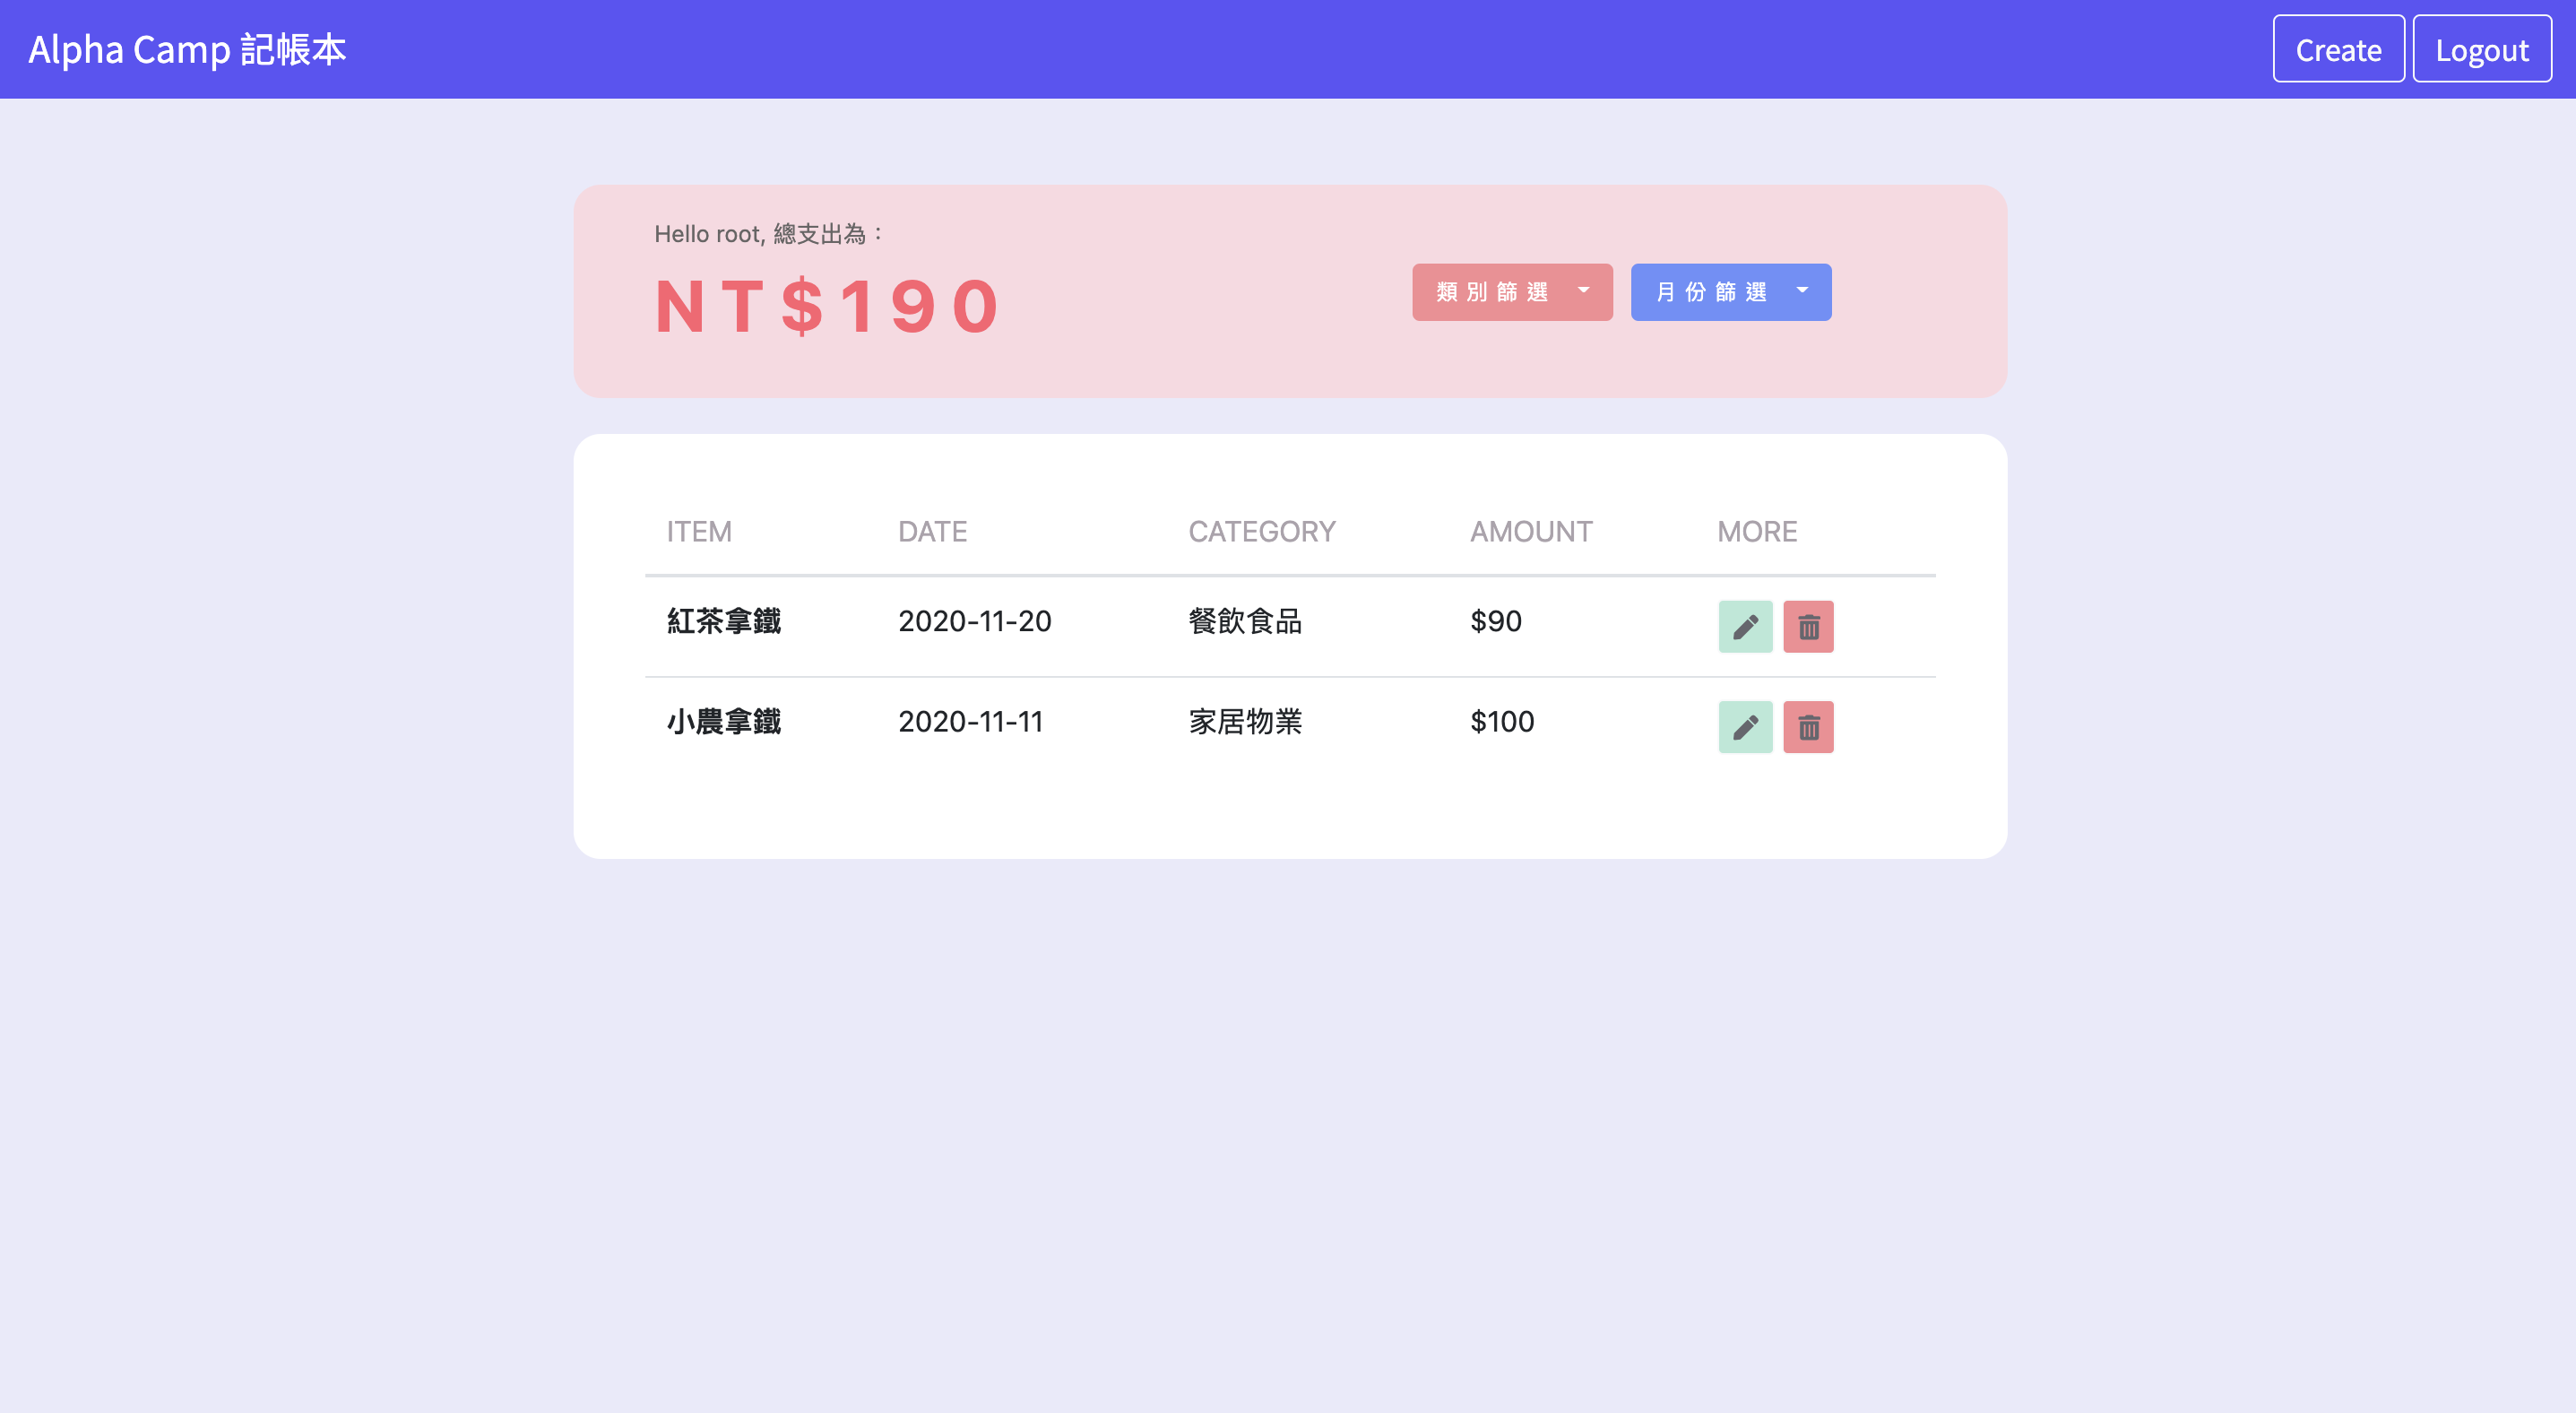 Alpha Camp 記帳本 Create Logout
Hello root, 總支出為：
NT$190
類別篩選 月份篩選
ITEM DATE CATEGORY AMOUNT MORE
紅茶拿鐵 2020-11-20 餐飲食品 $90
小農拿鐵 2020-11-11 家居物業 $100